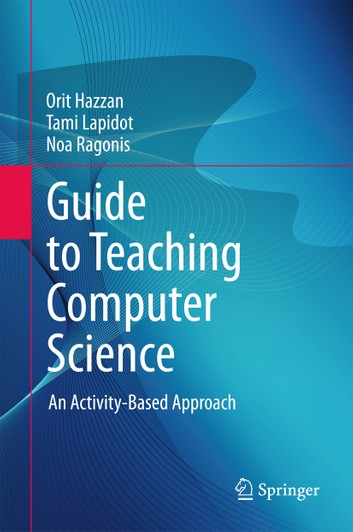 Orit Hazzan
Tami Lapidot
Noa Ragonis
Guide
to Teaching
Computer
Science
An Activity-Based Approach
Springer